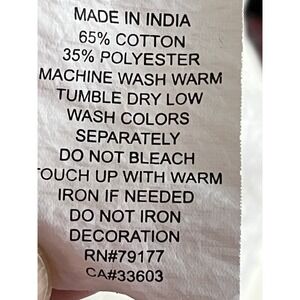 MADE IN INDIA
65% COTTON
35% POLYESTER
MACHINE WASH WARM
TUMBLE DRY LOW
WASH COLORS
SEPARATELY
DO NOT BLEACH
TOUCH UP WITH WARM
IRON IF NEEDED
DO NOT IRON
DECORATION
RN#79177
CA#33603